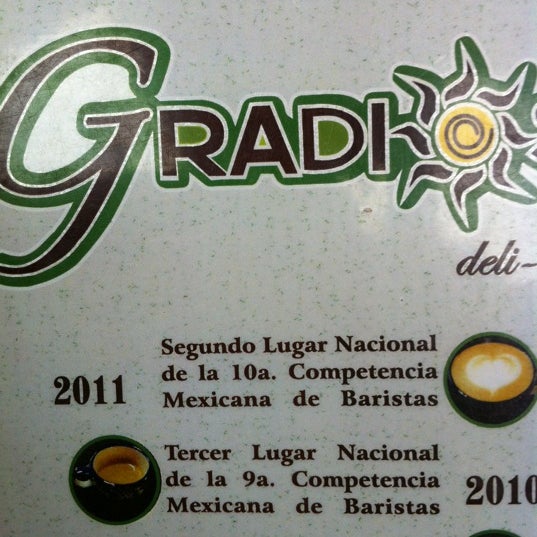 GRADIOS
deli-
Segundo Lugar Nacional
de la 10a. Competencia
Mexicana de Baristas
2011
Tercer Lugar Nacional
de la 9a. Competencia
Mexicana de Baristas
2010